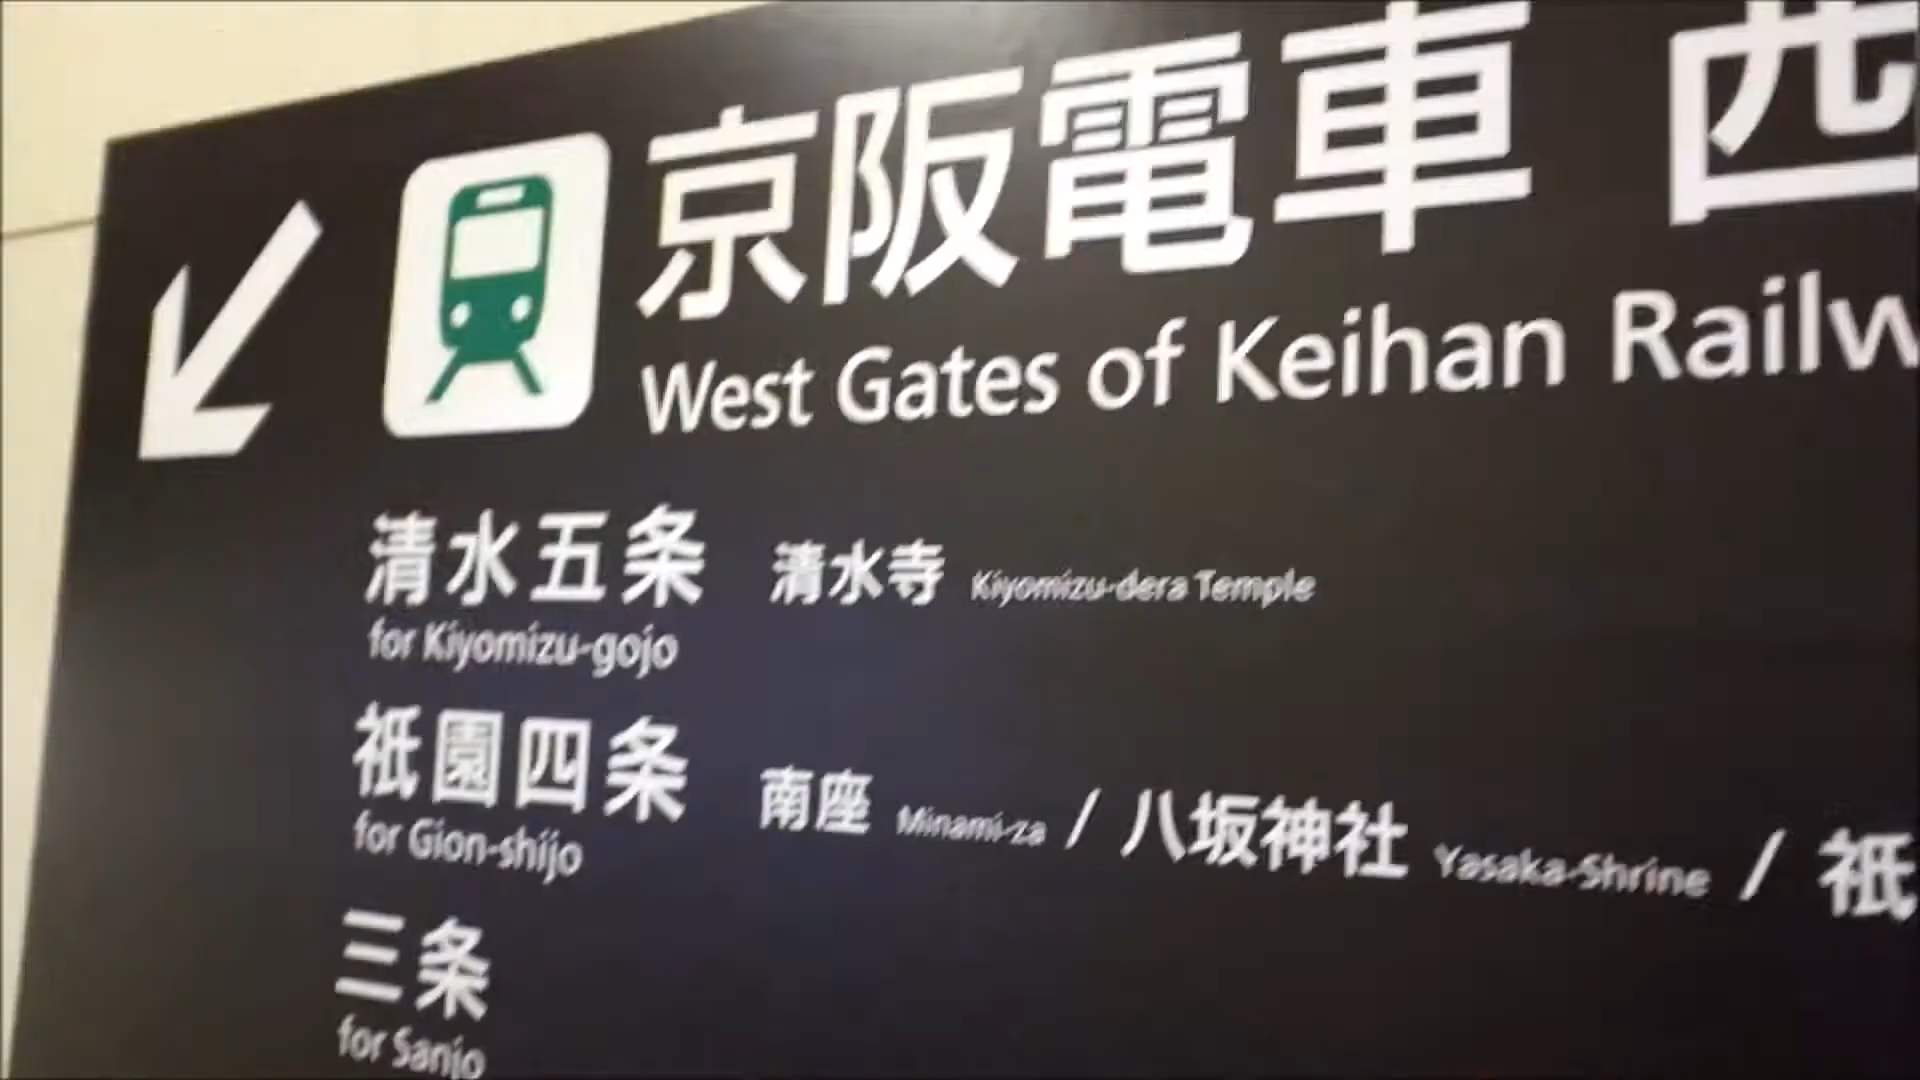 京阪電車 西
West Gates of Keihan Railw
清水五条 清水寺 Kiyomizu-dera Temple
for Kiyomizu-gojo
祇園四条 南座 Minami-za / 八坂神社 Yasaka-Shrine / 祇
for Gion-shijo
三条
for Sanjo